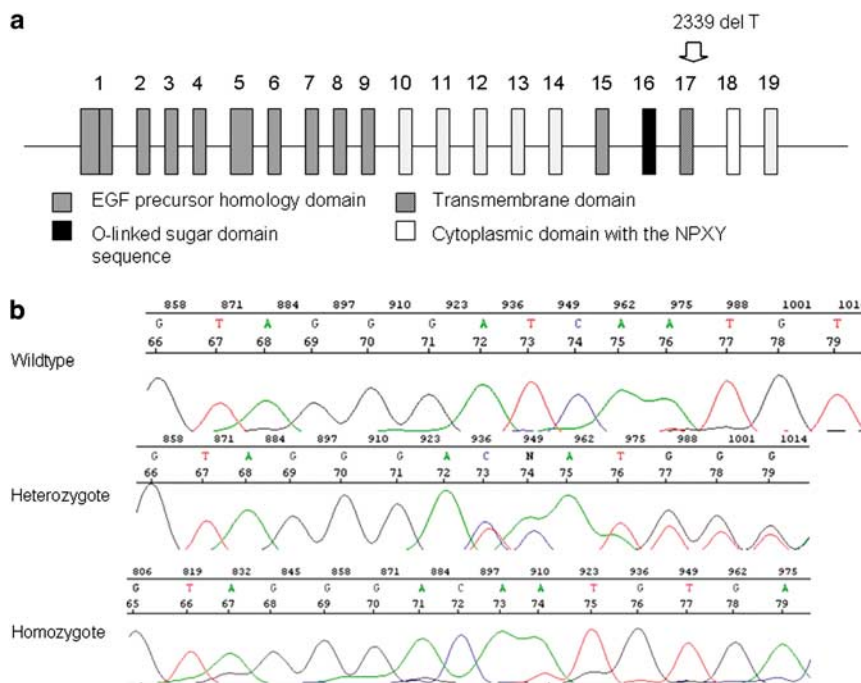 a
2339 del T
1 2 3 4 5 6 7 8 9 10 11 12 13 14 15 16 17 18 19
EGF precursor homology domain
Transmembrane domain
O-linked sugar domain sequence
Cytoplasmic domain with the NPXY
b
858 871 884 897 910 923 936 949 962 975 988 1001
G T A G G G A T C A A T G T
66 67 68 69 70 71 72 73 74 75 76 77 78 79
Wildtype
858 871 884 897 910 923 936 949 962 975 988 1001 1014
G T A G G G A C N A T G G G
66 67 68 69 70 71 72 73 74 75 76 77 78 79
Heterozygote
806 819 832 845 858 871 884 897 910 923 936 949 962 975
G T A G G G A C A A T G T G A
65 66 67 68 69 70 71 72 73 74 75 76 77 78 79
Homozygote